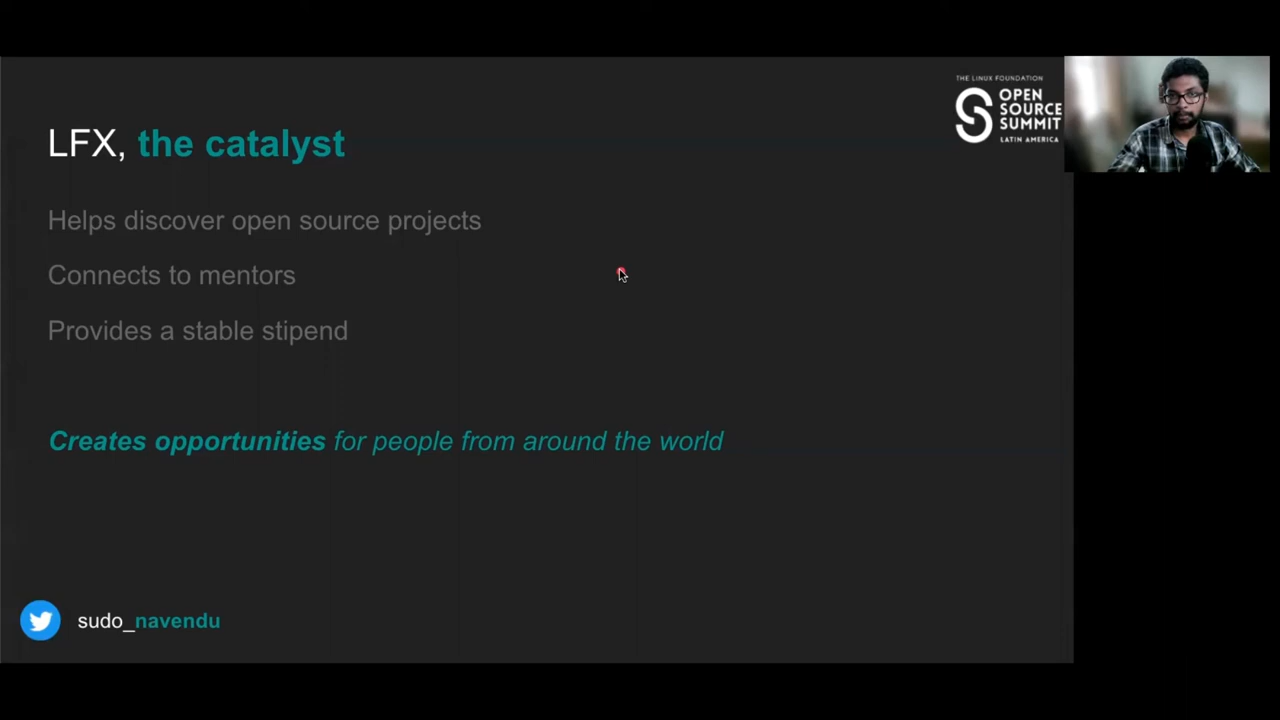 THE LINUX FOUNDATION
OPEN
SOURCE
SUMMIT
LATIN AMERICA
LFX, the catalyst
Helps discover open source projects
Connects to mentors
Provides a stable stipend
Creates opportunities for people from around the world
sudo_navendu